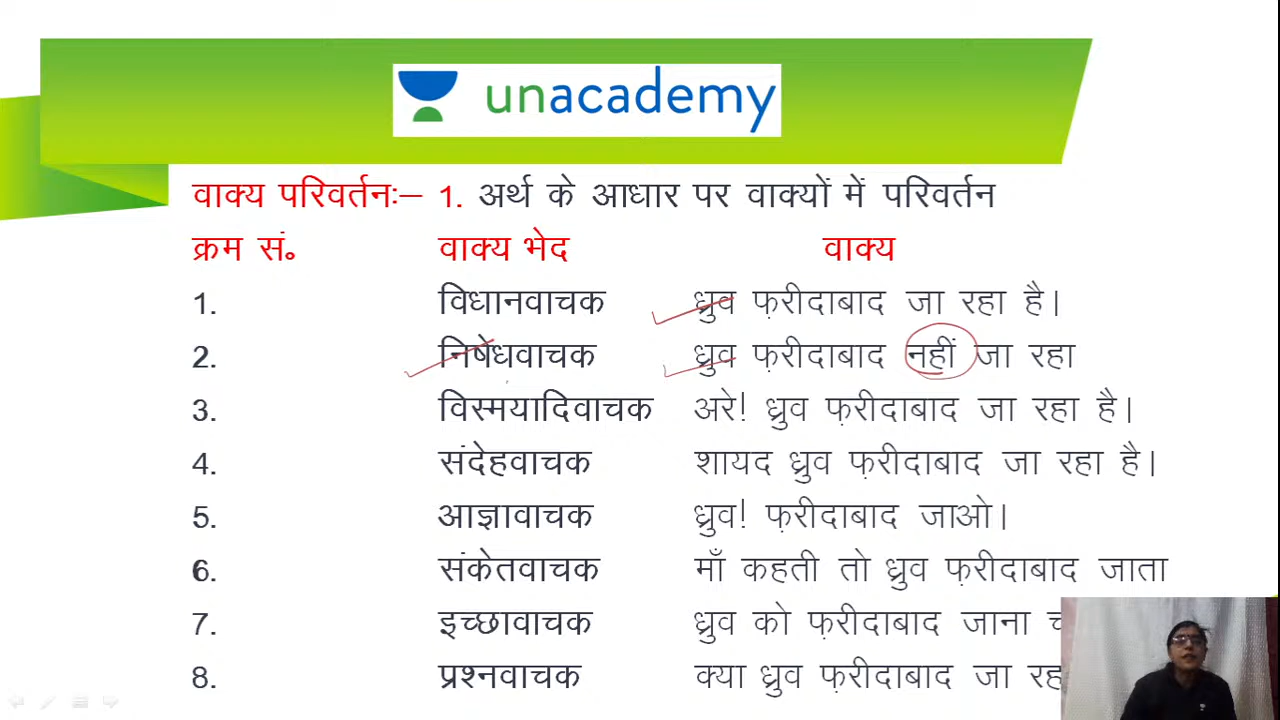 unacademy
वाक्य परिवर्तनः– 1. अर्थ के आधार पर वाक्यों में परिवर्तन
क्रम सं॰ वाक्य भेद वाक्य
1. विधानवाचक ध्रुव फ़रीदाबाद जा रहा है।
2. निषेधवाचक ध्रुव फ़रीदाबाद नहीं जा रहा
3. विस्मयादिवाचक अरे! ध्रुव फ़रीदाबाद जा रहा है।
4. संदेहवाचक शायद ध्रुव फ़रीदाबाद जा रहा है।
5. आज्ञावाचक ध्रुव! फ़रीदाबाद जाओ।
6. संकेतवाचक माँ कहती तो ध्रुव फ़रीदाबाद जाता
7. इच्छावाचक ध्रुव को फ़रीदाबाद जाना
8. प्रश्नवाचक क्या ध्रुव फ़रीदाबाद जा